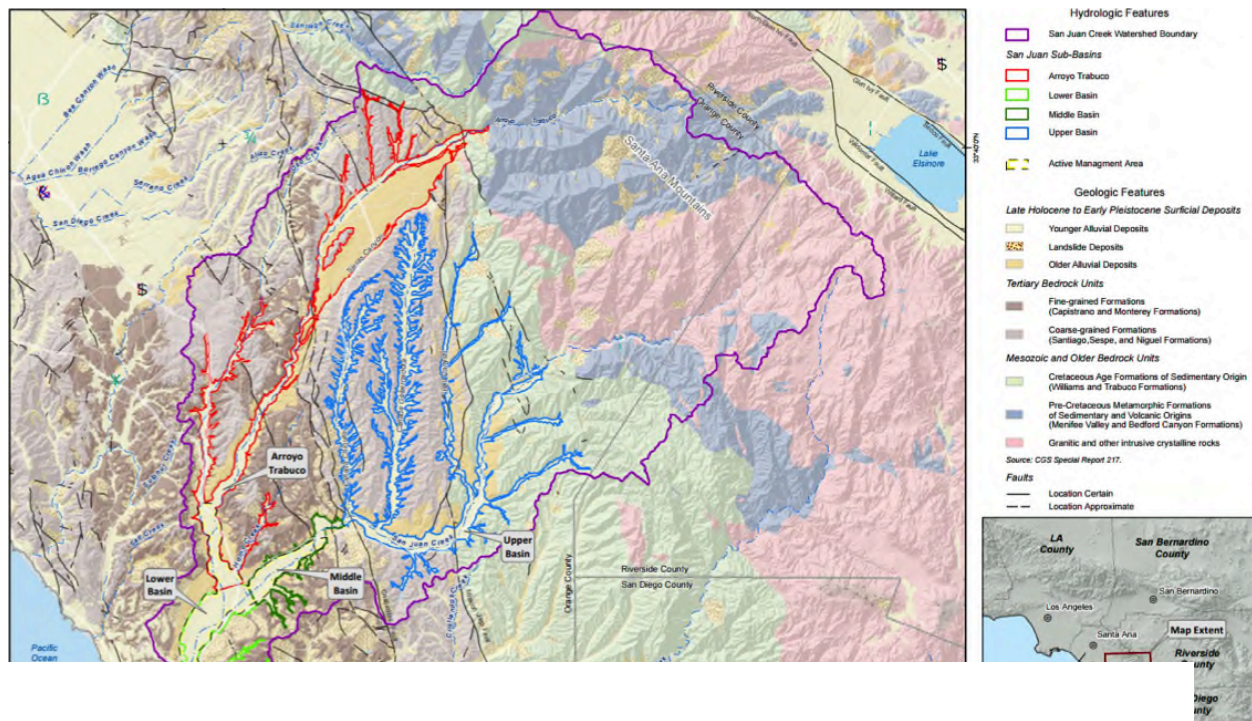 Hydrologic Features
San Juan Creek Watershed Boundary
San Juan Sub-Basins
Arroyo Trabuco
Lower Basin
Middle Basin
Upper Basin
Active Managment Area
Geologic Features
Late Holocene to Early Pleistocene Surficial Deposits
Younger Alluvial Deposits
Landslide Deposits
Older Alluvial Deposits
Tertiary Bedrock Units
Fine-grained Formations
(Capistrano and Monterey Formations)
Coarse-grained Formations
(Santiago,Sespe, and Niguel Formations)
Mesozoic and Older Bedrock Units
Cretaceous Age Formations of Sedimentary Origin
(Williams and Trabuco Formations)
Pre-Cretaceous Metamorphic Formations
of Sedimentary and Volcanic Origins
(Menifee Valley and Bedford Canyon Formations)
Granitic and other intrusive crystalline rocks
Source: CGS Special Report 217.
Faults
Location Certain
Location Approximate
Bee Canyon Wash
Agua Chinon Wash
Borrego Canyon Wash
Serrano Creek
San Diego Creek
Riverside County
Orange County
Santa Ana Mountains
Glen Ivy Fault
Willard Fault
Lake
Elsinore
33°40'0"N
Arroyo
Trabuco
San Juan Creek
Upper
Basin
Middle
Basin
Lower
Basin
Orange County
Riverside County
San Diego County
Pacific
Ocean
LA
County
San Bernardino
County
San Bernardino
Los Angeles
Santa Ana
Map Extent
Riverside